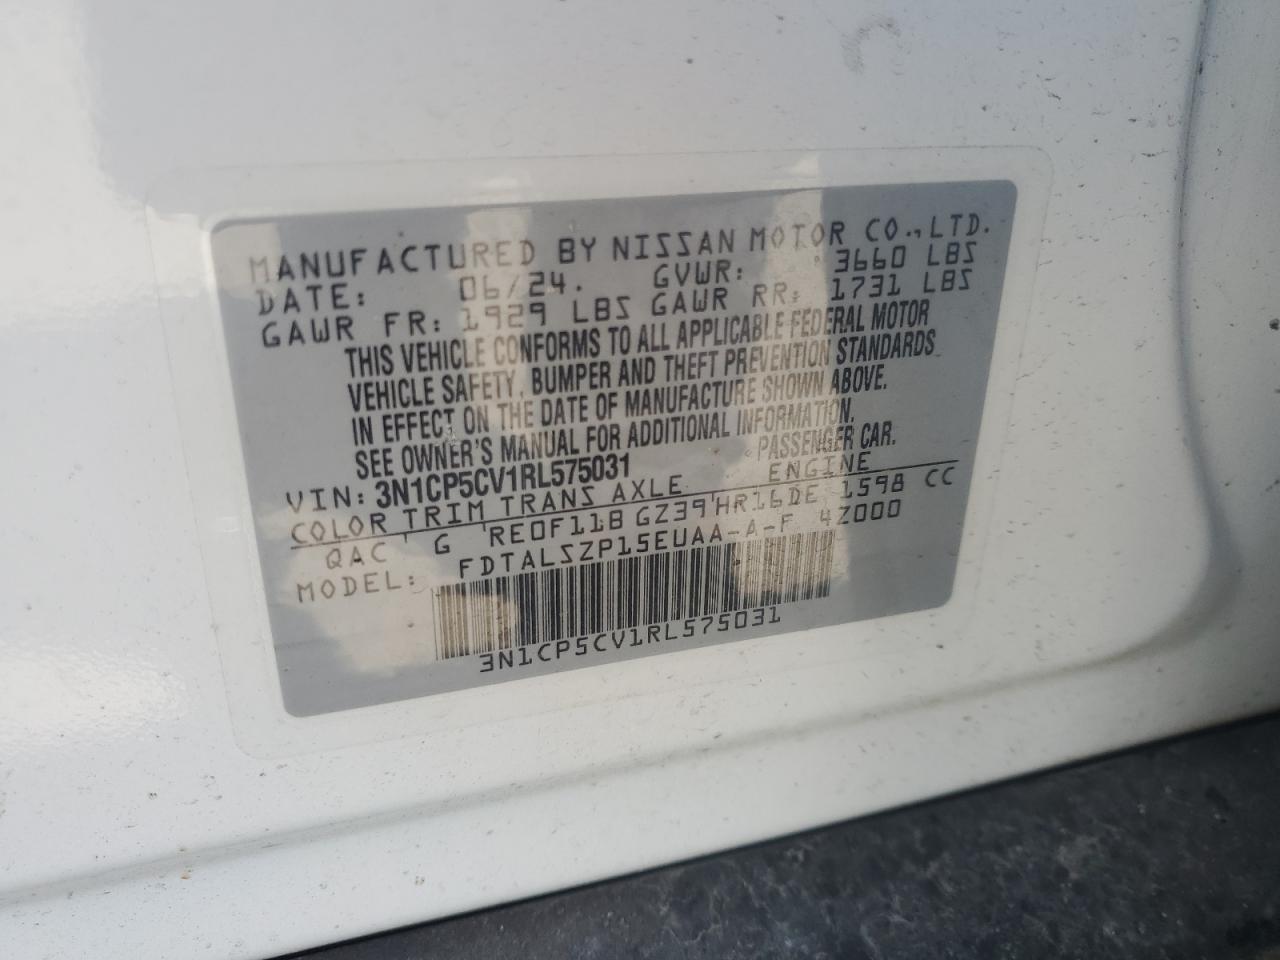 MANUFACTURED BY NISSAN MOTOR CO., LTD.
DATE: 06/24. GVWR: 3660 LBS
GAWR FR: 1929 LBS GAWR RR: 1731 LBS
THIS VEHICLE CONFORMS TO ALL APPLICABLE FEDERAL MOTOR
VEHICLE SAFETY, BUMPER AND THEFT PREVENTION STANDARDS
IN EFFECT ON THE DATE OF MANUFACTURE SHOWN ABOVE.
SEE OWNER'S MANUAL FOR ADDITIONAL INFORMATION.
VIN: 3N1CP5CV1RL575031 PASSENGER CAR.
COLOR TRIM TRANS AXLE ENGINE
QAC G RE0F11B GZ39 HR16DE 1598 CC
MODEL: FDTALSZP15EUAA-A-F 4Z000
3N1CP5CV1RL575031